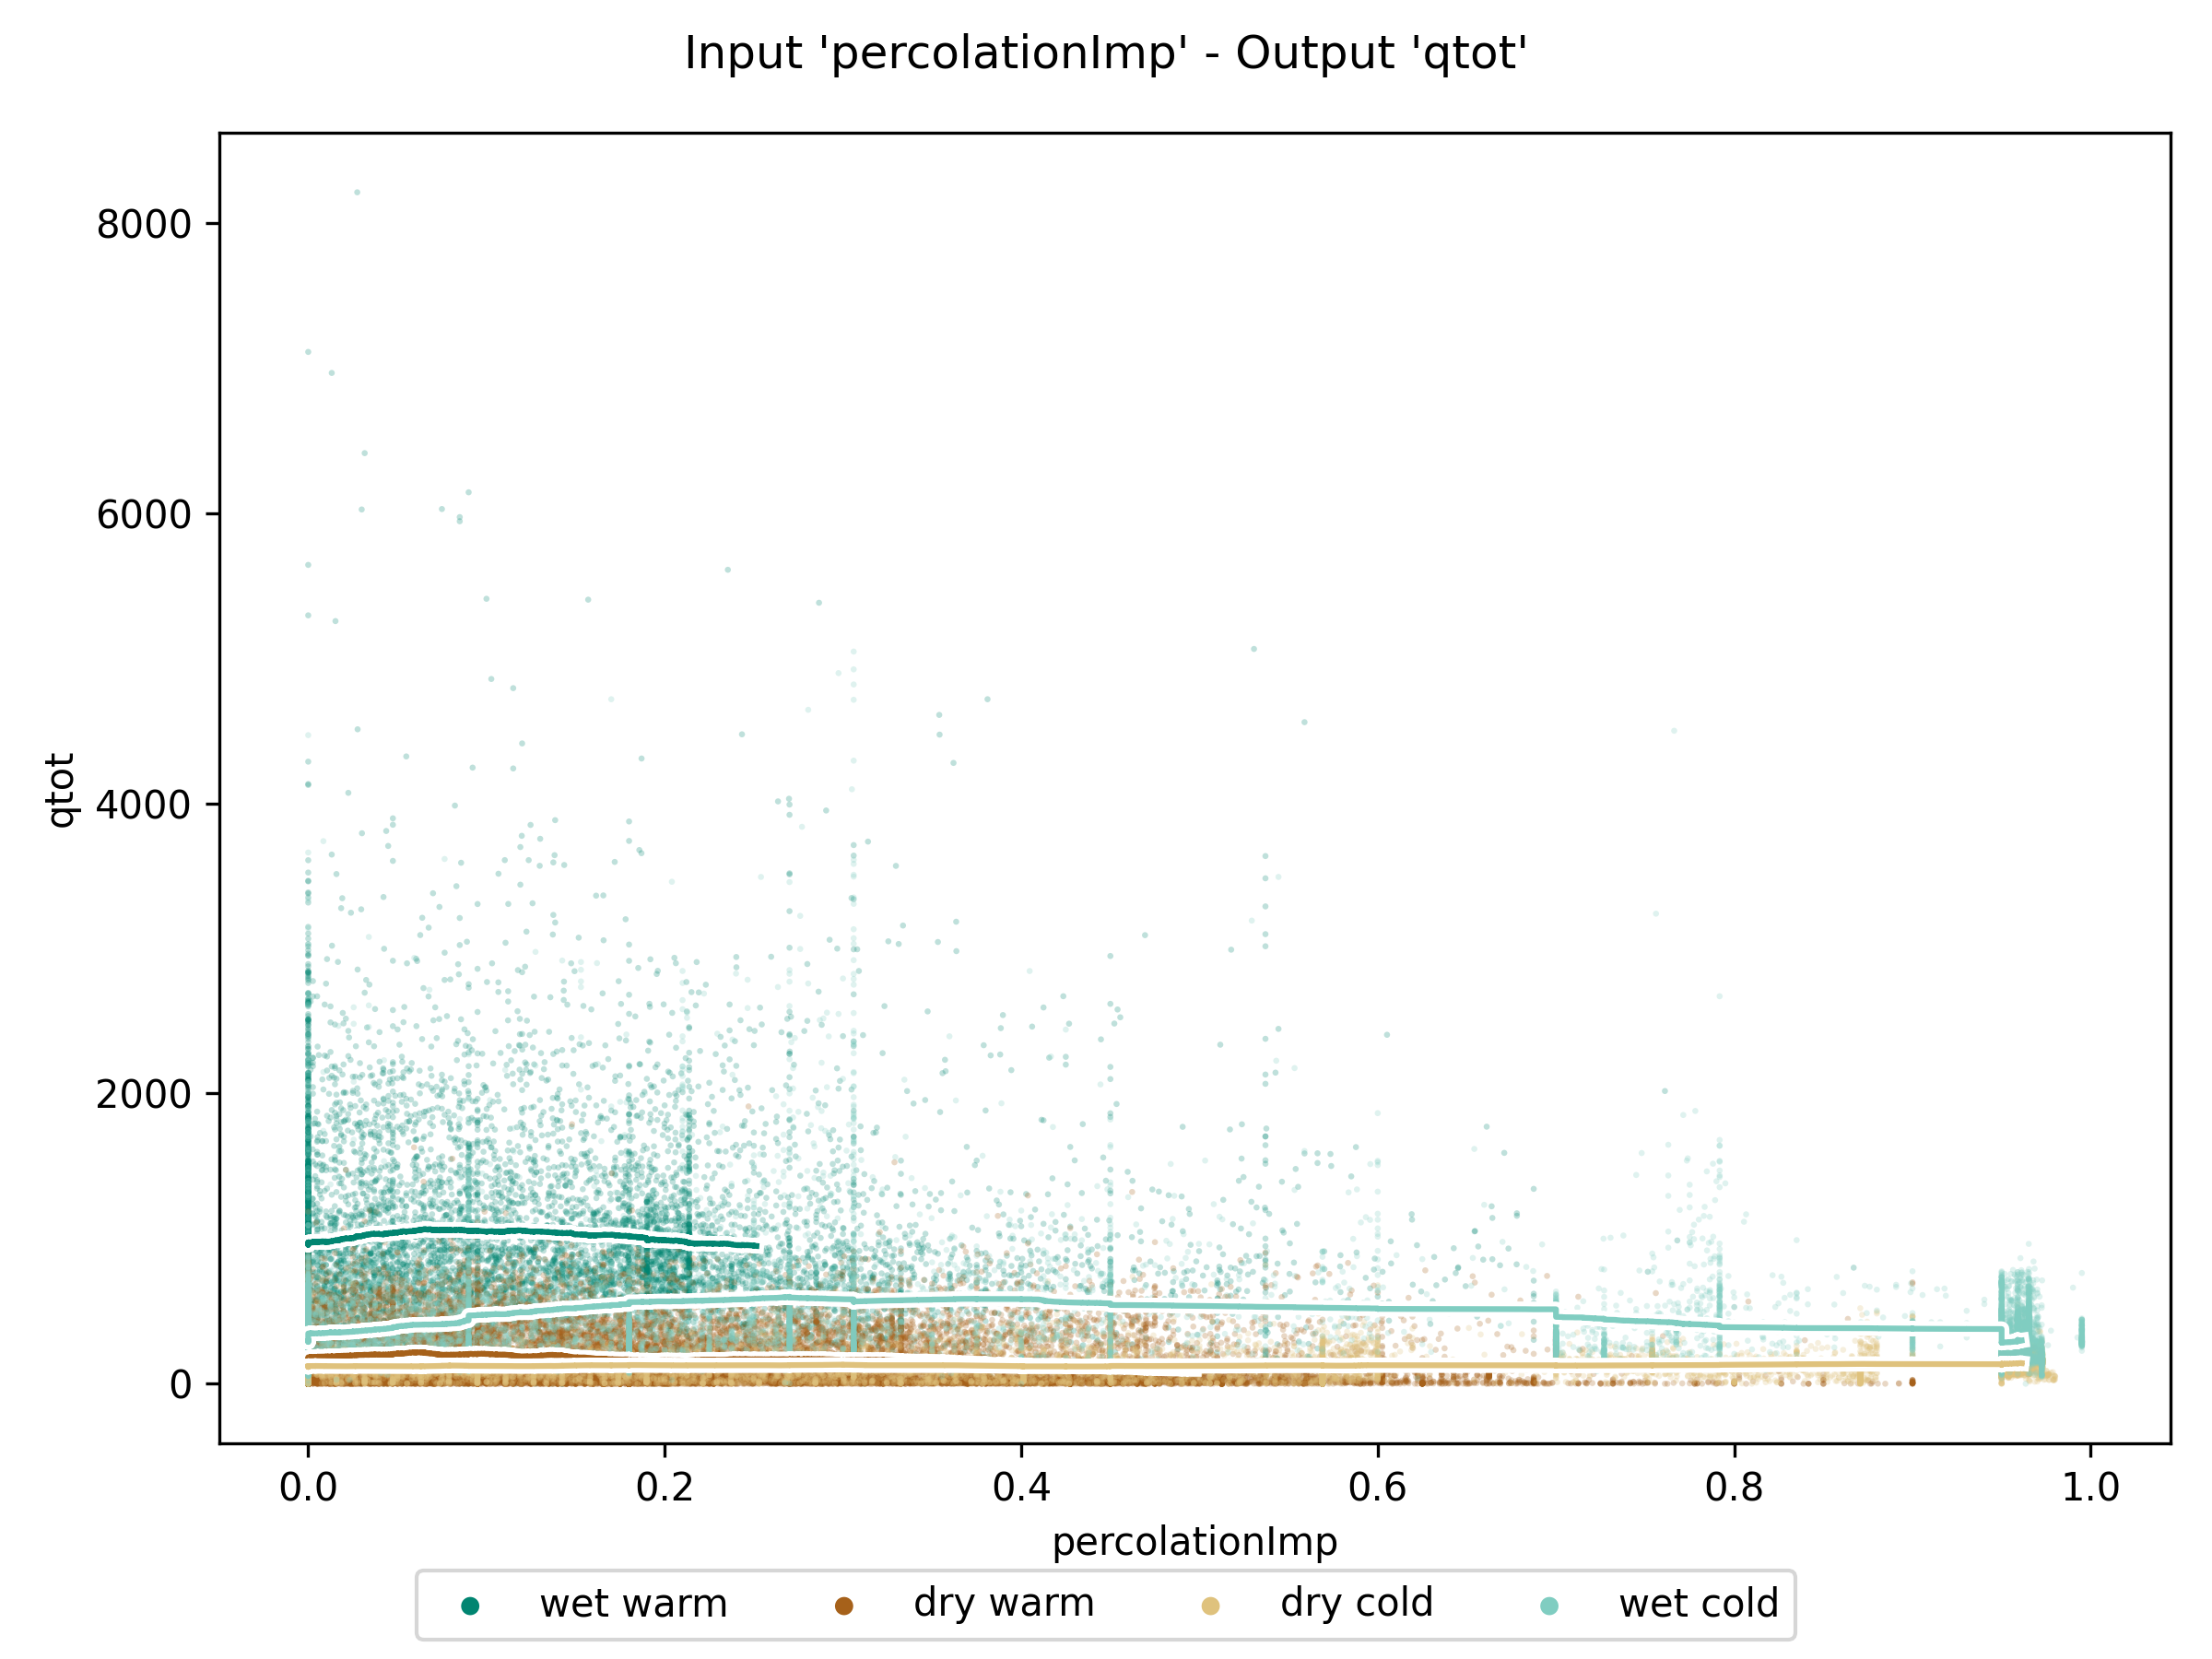 Input 'percolationImp' - Output 'qtot'
8000
6000
4000
2000
0
qtot
0.0 0.2 0.4 0.6 0.8 1.0
percolationImp
wet warm dry warm dry cold wet cold